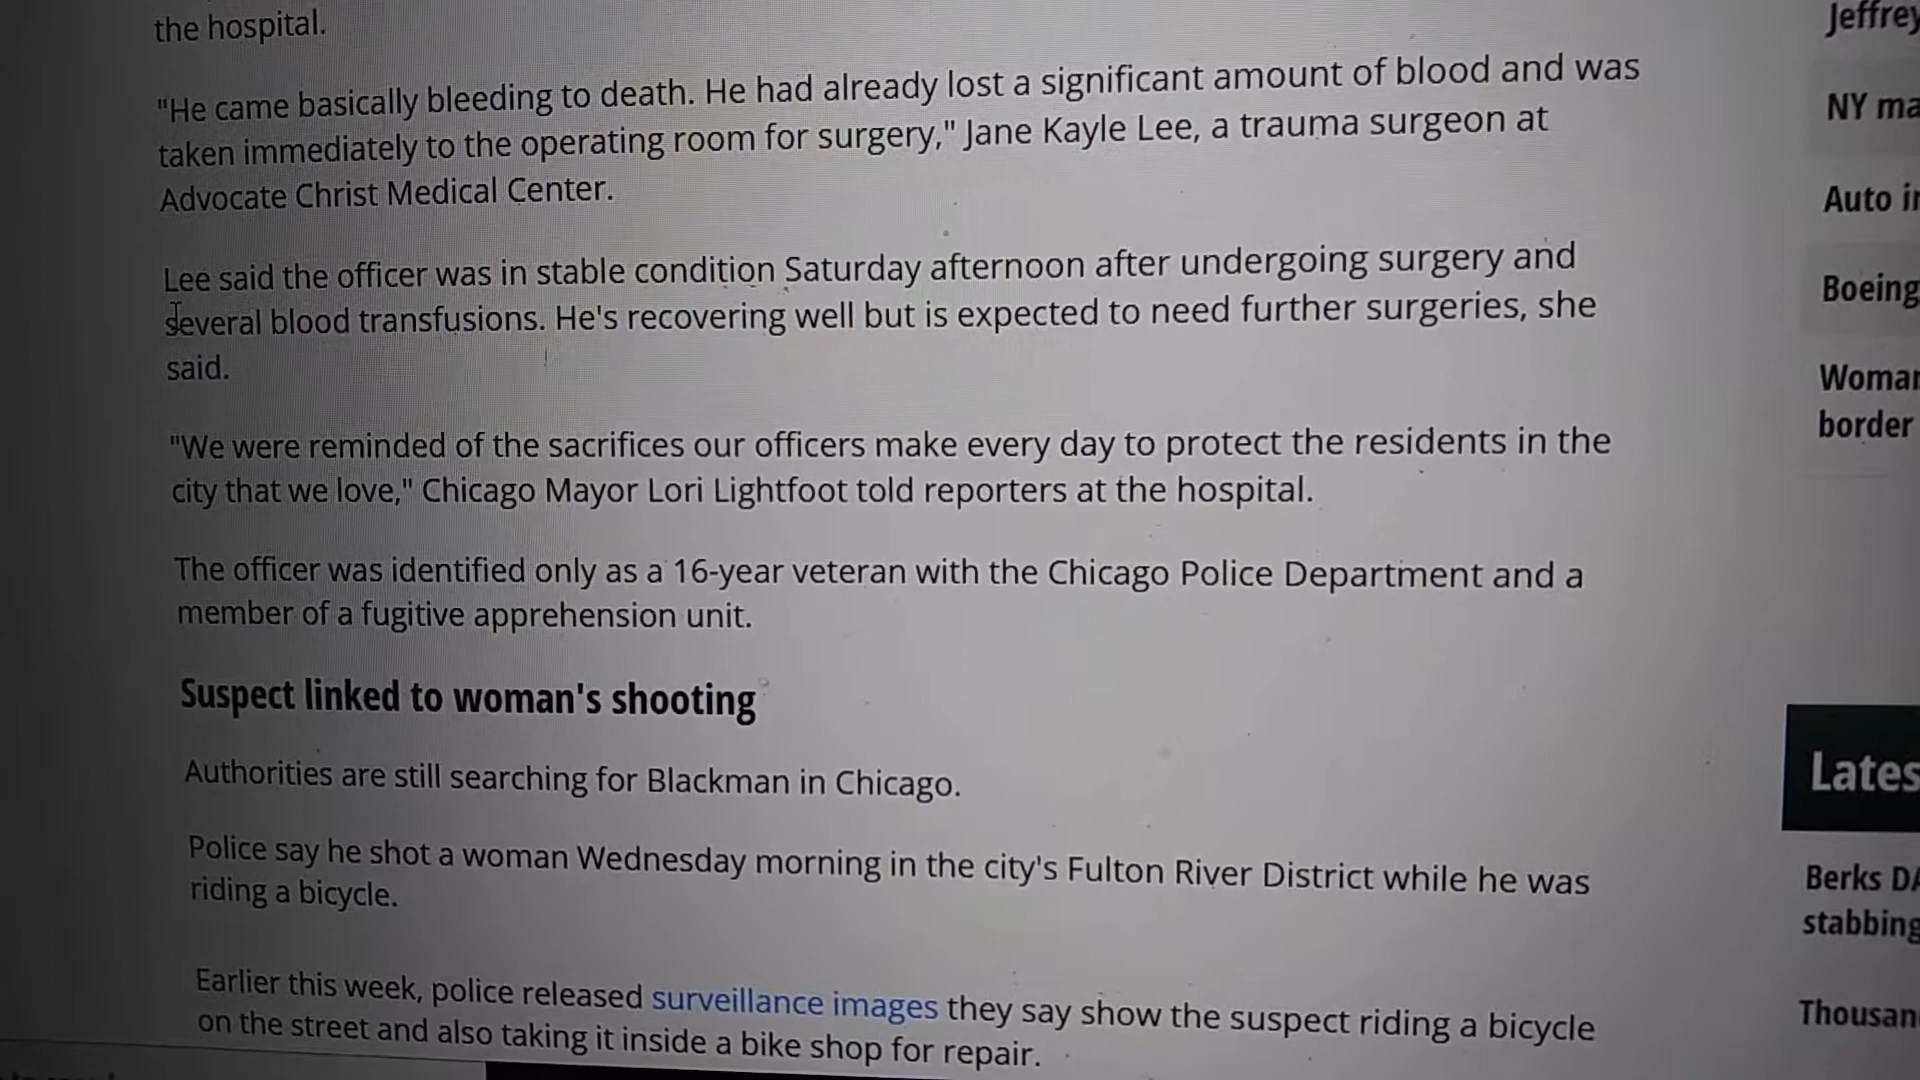 the hospital.
"He came basically bleeding to death. He had already lost a significant amount of blood and was
taken immediately to the operating room for surgery," Jane Kayle Lee, a trauma surgeon at
Advocate Christ Medical Center.
Lee said the officer was in stable condition Saturday afternoon after undergoing surgery and
several blood transfusions. He's recovering well but is expected to need further surgeries, she
said.
"We were reminded of the sacrifices our officers make every day to protect the residents in the
city that we love," Chicago Mayor Lori Lightfoot told reporters at the hospital.
The officer was identified only as a 16-year veteran with the Chicago Police Department and a
member of a fugitive apprehension unit.
Suspect linked to woman's shooting
Authorities are still searching for Blackman in Chicago.
Police say he shot a woman Wednesday morning in the city's Fulton River District while he was
riding a bicycle.
Earlier this week, police released surveillance images they say show the suspect riding a bicycle
on the street and also taking it inside a bike shop for repair.
Jeffrey
NY ma
Auto in
Boeing
Woman
border
Lates
Berks DA
stabbing
Thousan